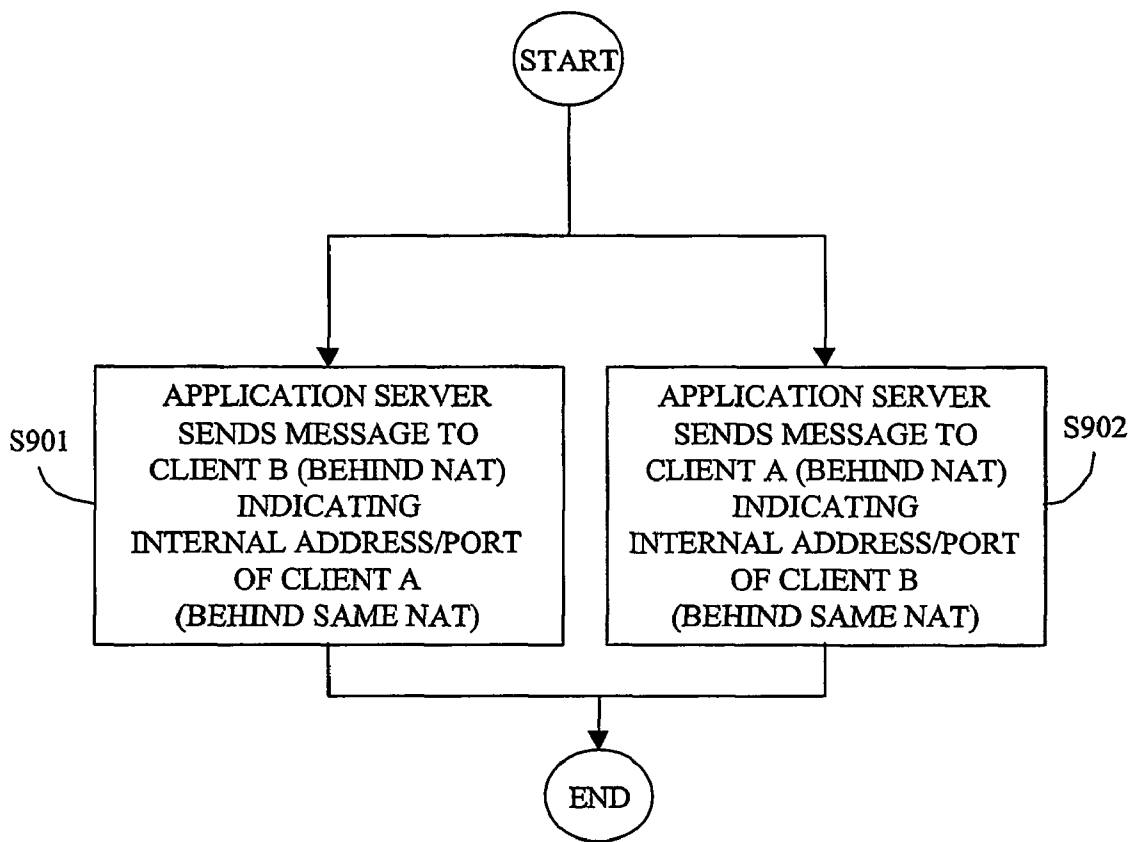 START
S901
APPLICATION SERVER
SENDS MESSAGE TO
CLIENT B (BEHIND NAT)
INDICATING
INTERNAL ADDRESS/PORT
OF CLIENT A
(BEHIND SAME NAT)
APPLICATION SERVER
SENDS MESSAGE TO
CLIENT A (BEHIND NAT)
INDICATING
INTERNAL ADDRESS/PORT
OF CLIENT B
(BEHIND SAME NAT)
S902
END